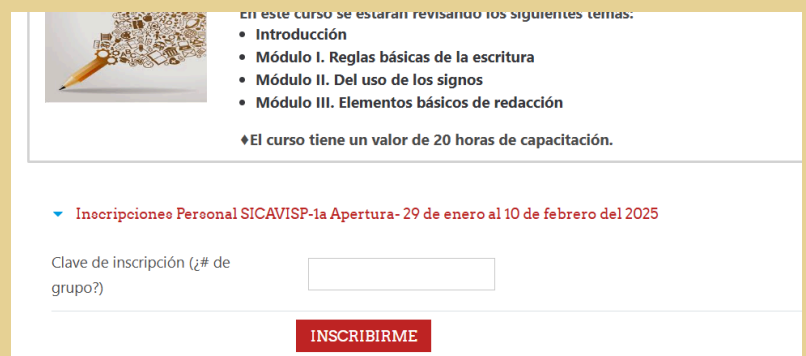 En este curso se estarán revisando los siguientes temas:
• Introducción
• Módulo I. Reglas básicas de la escritura
• Módulo II. Del uso de los signos
• Módulo III. Elementos básicos de redacción
♦El curso tiene un valor de 20 horas de capacitación.
Inscripciones Personal SICAVISP-1a Apertura- 29 de enero al 10 de febrero del 2025
Clave de inscripción (¿# de
grupo?)
INSCRIBIRME